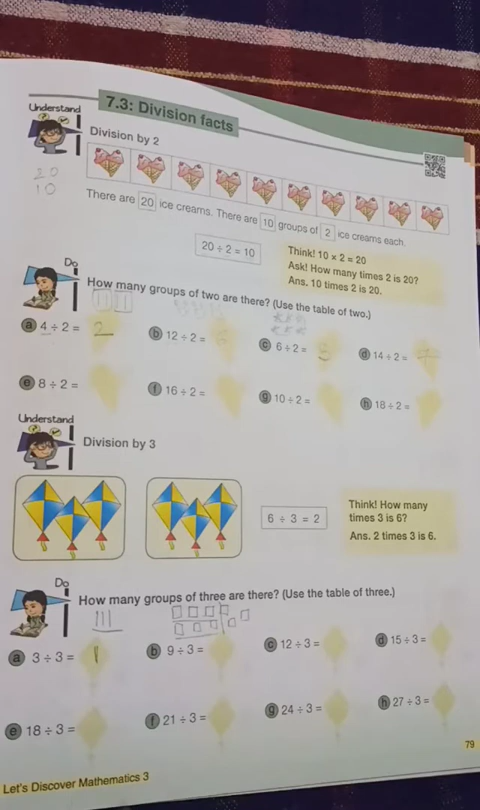 7.3: Division facts
Understand
Division by 2
20
10
There are 20 ice creams. There are 10 groups of 2 ice creams each.
20 ÷ 2 = 10
Think! 10 x 2 = 20
Ask! How many times 2 is 20?
Ans. 10 times 2 is 20.
Do
How many groups of two are there? (Use the table of two.)
a 4 ÷ 2 = 2
b 12 ÷ 2 = 6
c 6 ÷ 2 = 3
d 14 ÷ 2 = 7
e 8 ÷ 2 =
f 16 ÷ 2 =
g 10 ÷ 2 =
h 18 ÷ 2 =
Understand
Division by 3
6 ÷ 3 = 2
Think! How many
times 3 is 6?
Ans. 2 times 3 is 6.
Do
How many groups of three are there? (Use the table of three.)
a 3 ÷ 3 = 1
b 9 ÷ 3 =
c 12 ÷ 3 =
d 15 ÷ 3 =
e 18 ÷ 3 =
f 21 ÷ 3 =
g 24 ÷ 3 =
h 27 ÷ 3 =
79
Let's Discover Mathematics 3